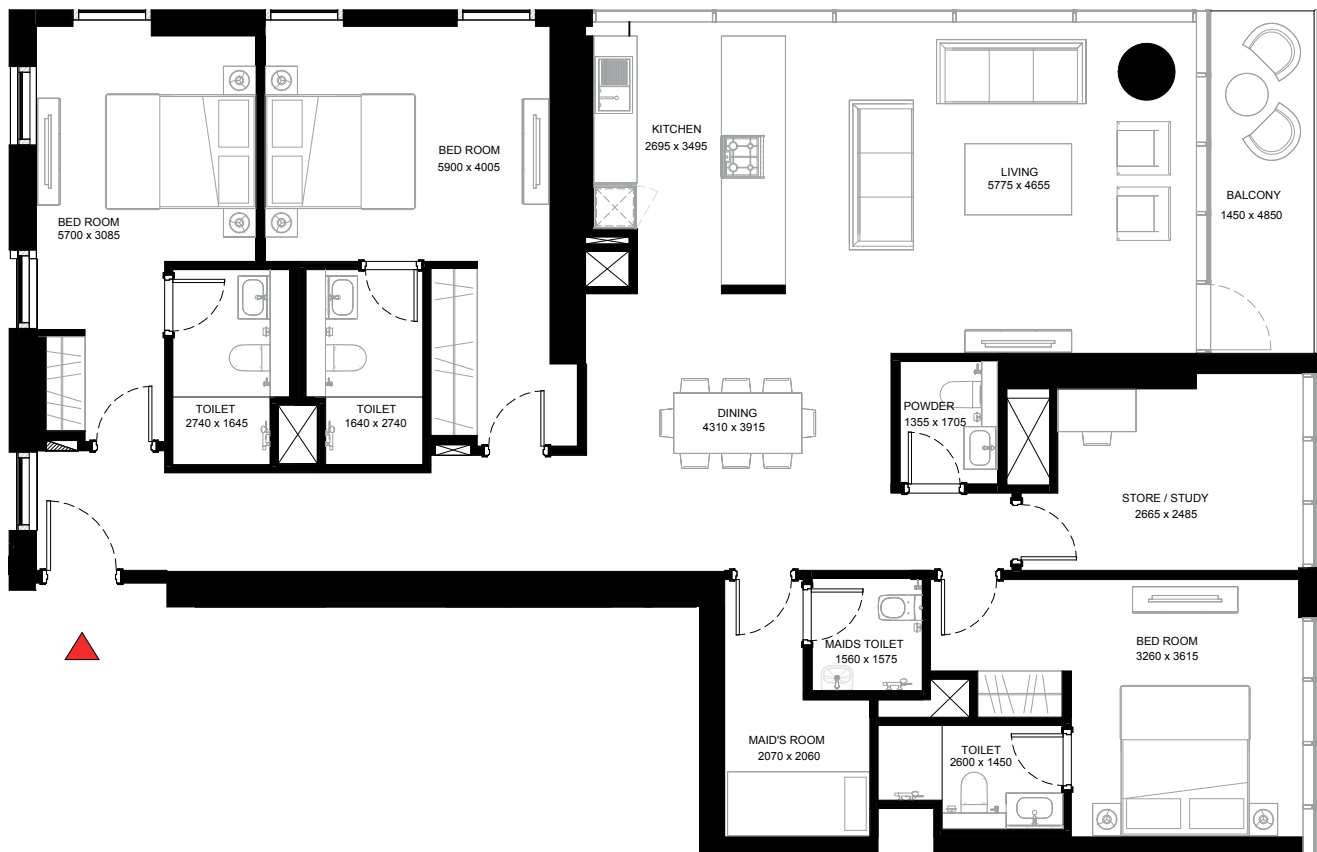 KITCHEN
2695 x 3495
BED ROOM
5900 x 4005
LIVING
5775 x 4655
BALCONY
1450 x 4850
BED ROOM
5700 x 3085
TOILET
2740 x 1645
TOILET
1640 x 2740
DINING
4310 x 3915
POWDER
1355 x 1705
STORE / STUDY
2665 x 2485
MAIDS TOILET
1560 x 1575
BED ROOM
3260 x 3615
MAID'S ROOM
2070 x 2060
TOILET
2600 x 1450